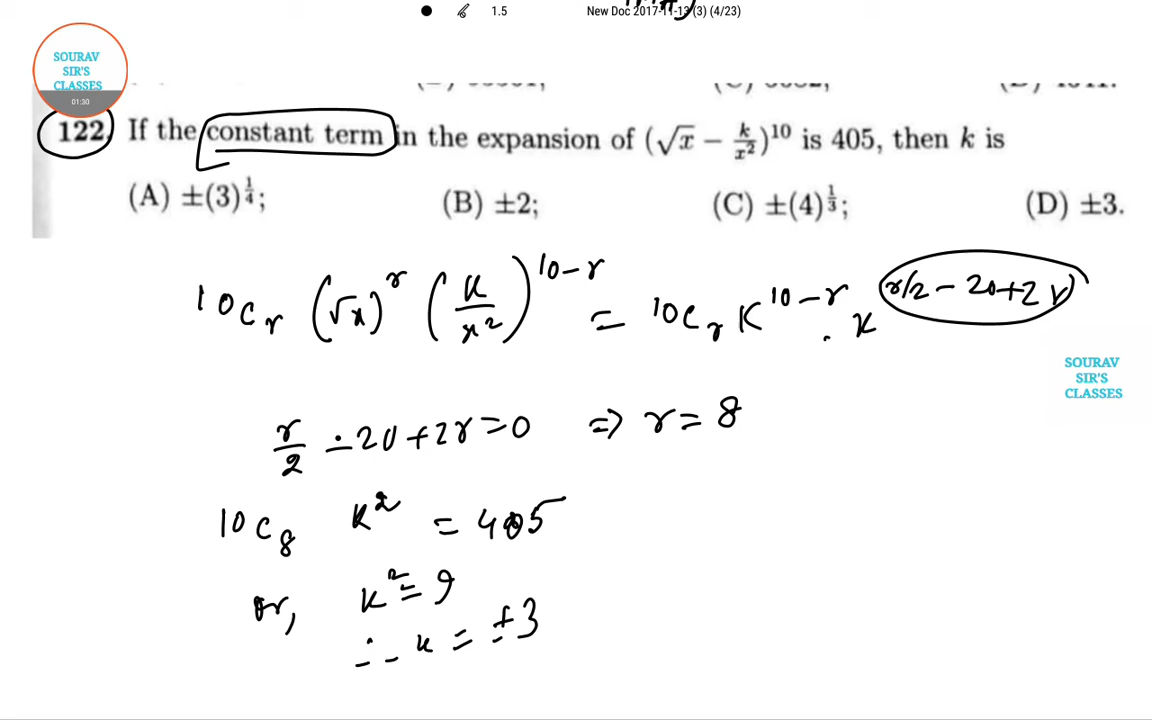 1.5 New Doc 2017-11-13 (3) (4/23)
SOURAV
SIR'S
CLASSES
01:30
122. If the constant term in the expansion of (√x − k/x²)¹⁰ is 405, then k is
(A) ±(3)^{1/4}; (B) ±2; (C) ±(4)^{1/3}; (D) ±3.
¹⁰C_r (√x)^r (k/x²)^{10-r} = ¹⁰C_r K^{10-r} . x^{(r/2 - 20 + 2r)}
SOURAV
SIR'S
CLASSES
r/2 - 20 + 2r = 0 ⇒ r = 8
¹⁰C₈ K² = 405
or, K² = 9
∴ k = ±3